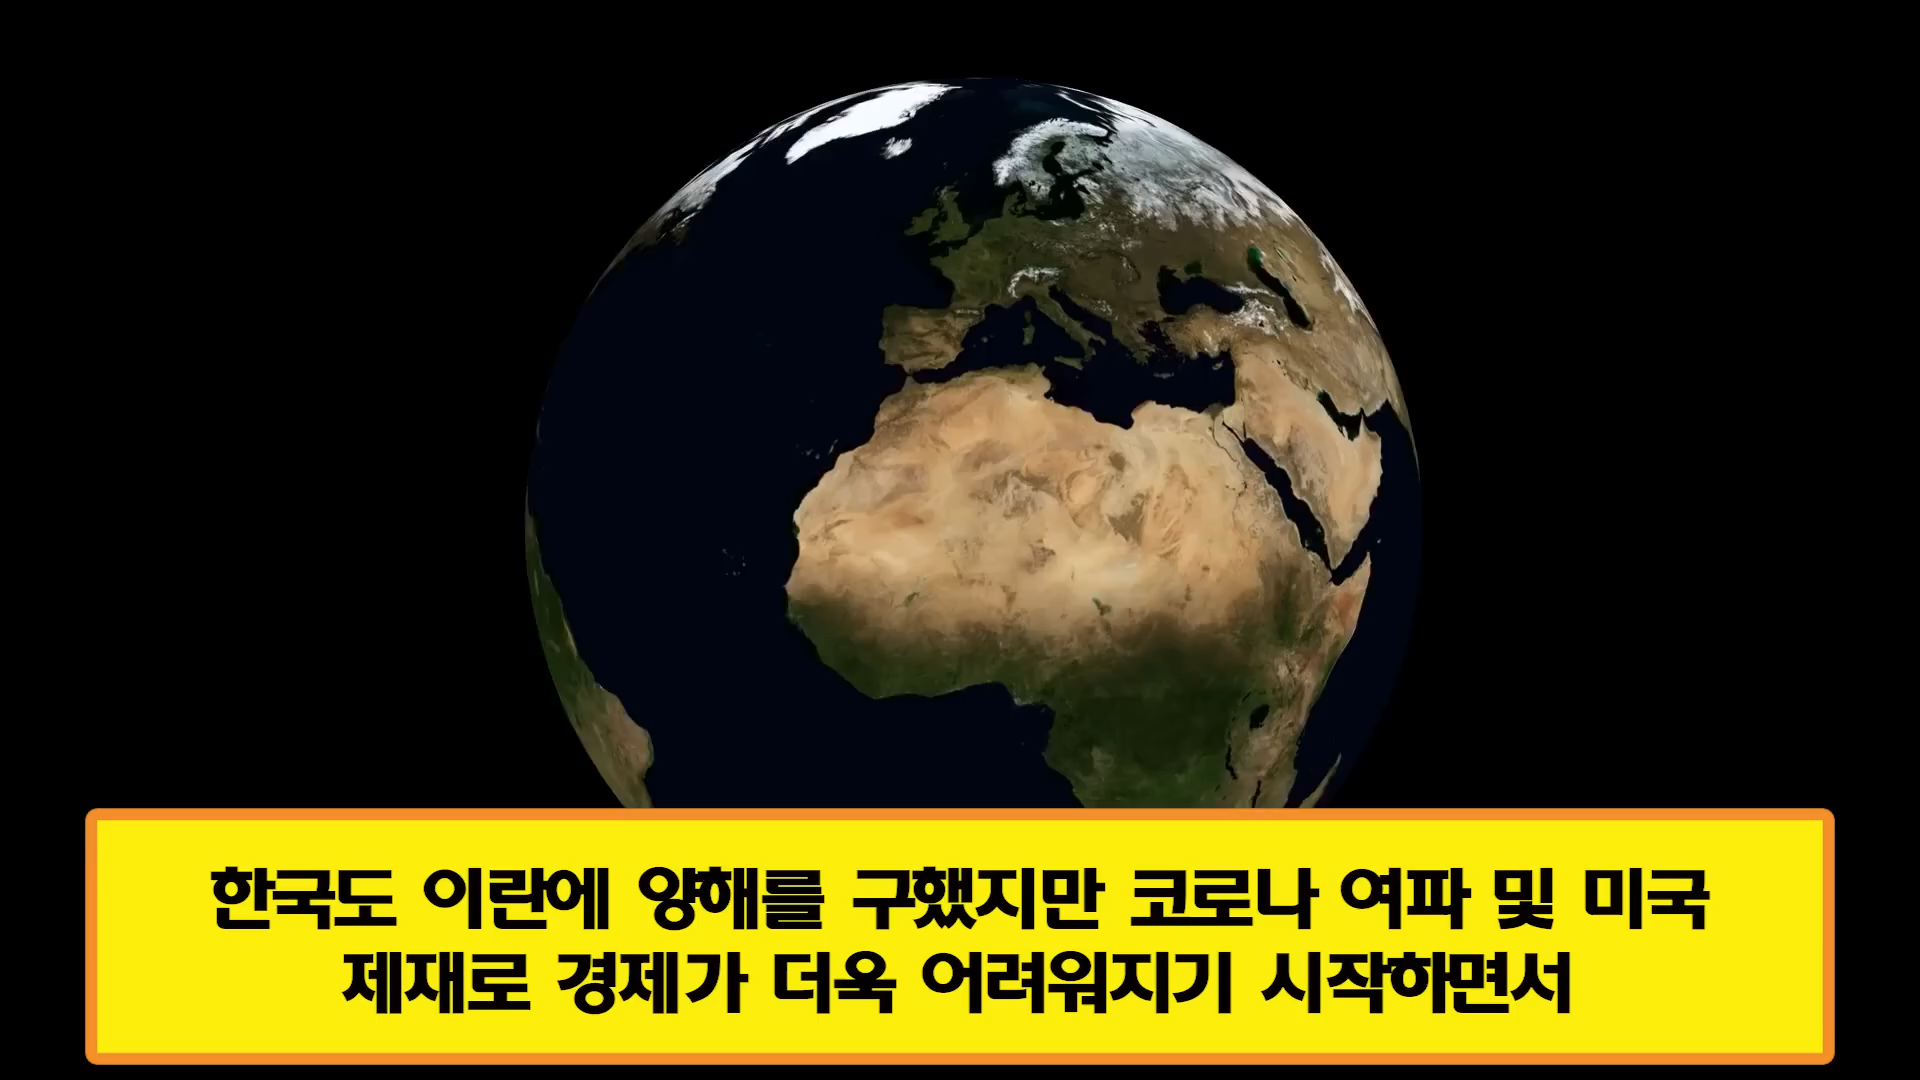 한국도 이란에 양해를 구했지만 코로나 여파 및 미국
제재로 경제가 더욱 어려워지기 시작하면서